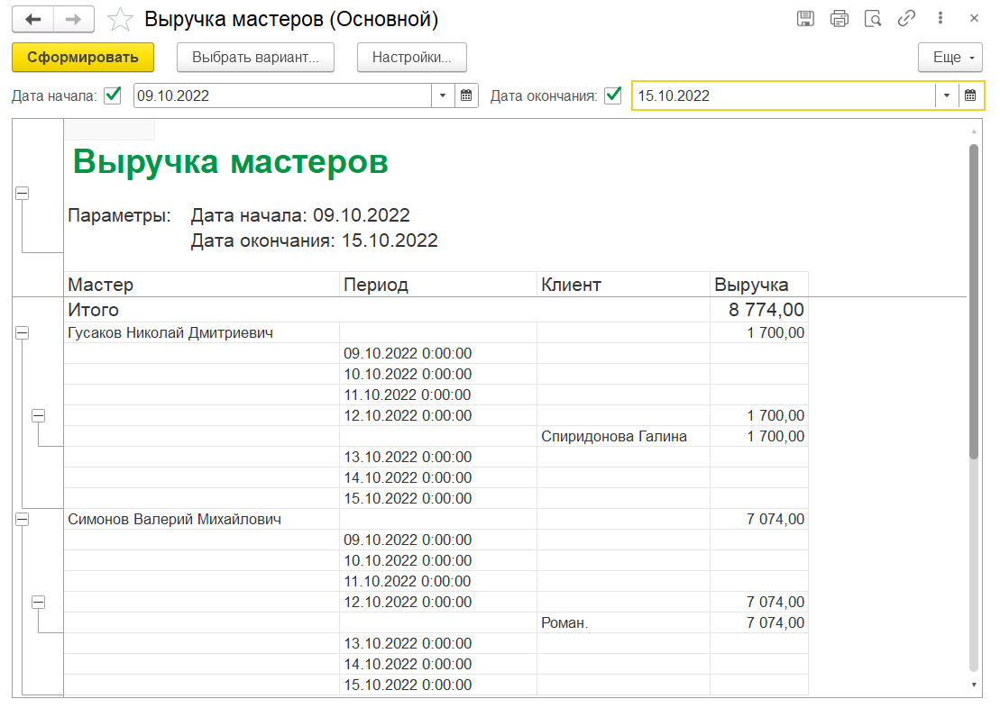 Выручка мастеров (Основной)
Сформировать Выбрать вариант... Настройки... Еще
Дата начала: 09.10.2022 Дата окончания: 15.10.2022
Выручка мастеров
Параметры: Дата начала: 09.10.2022
Дата окончания: 15.10.2022
Мастер Период Клиент Выручка
Итого 8 774,00
Гусаков Николай Дмитриевич 1 700,00
09.10.2022 0:00:00
10.10.2022 0:00:00
11.10.2022 0:00:00
12.10.2022 0:00:00 1 700,00
Спиридонова Галина 1 700,00
13.10.2022 0:00:00
14.10.2022 0:00:00
15.10.2022 0:00:00
Симонов Валерий Михайлович 7 074,00
09.10.2022 0:00:00
10.10.2022 0:00:00
11.10.2022 0:00:00
12.10.2022 0:00:00 7 074,00
Роман. 7 074,00
13.10.2022 0:00:00
14.10.2022 0:00:00
15.10.2022 0:00:00